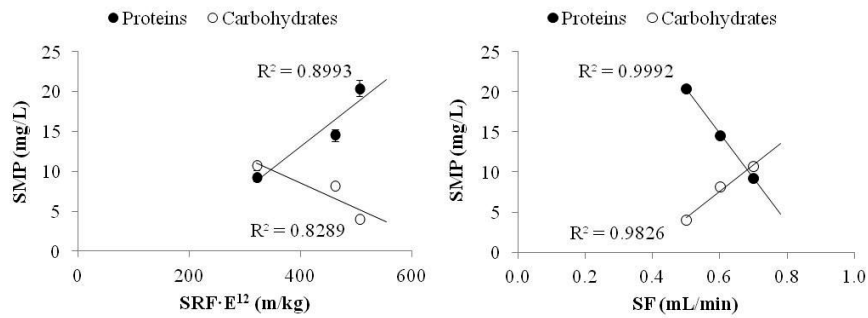 ● Proteins ○ Carbohydrates
25
20
15
10
5
0
SMP (mg/L)
R² = 0.8993
R² = 0.8289
0 200 400 600
SRF·E¹² (m/kg)
● Proteins ○ Carbohydrates
25
20
15
10
5
0
SMP (mg/L)
R² = 0.9992
R² = 0.9826
0.0 0.2 0.4 0.6 0.8 1.0
SF (mL/min)